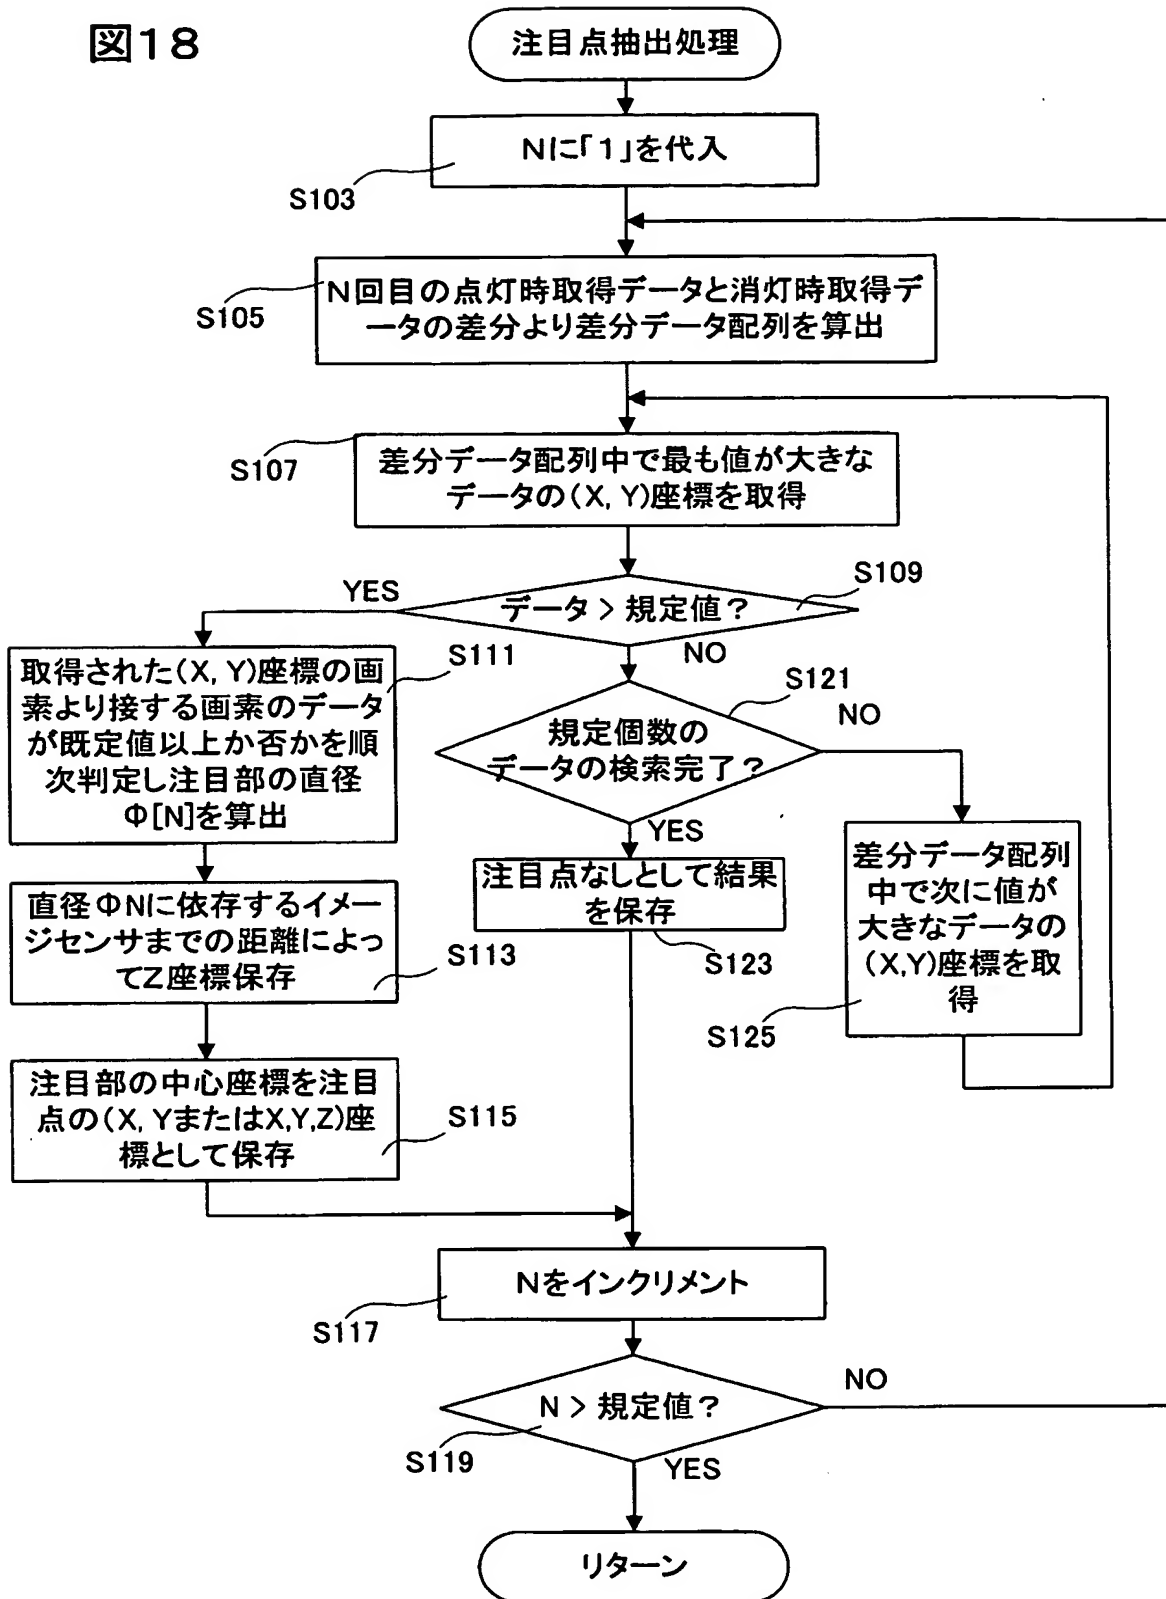 図18
注目点抽出処理
Nに「1」を代入
S103
N回目の点灯時取得データと消灯時取得デ
ータの差分より差分データ配列を算出
S105
差分データ配列中で最も値が大きな
データの(X, Y)座標を取得
S107
データ > 規定値?
S109
YES
NO
取得された(X, Y)座標の画
素より接する画素のデータ
が既定値以上か否かを順
次判定し注目部の直径
Φ[N]を算出
S111
規定個数の
データの検索完了?
S121
NO
YES
直径ΦNに依存するイメー
ジセンサまでの距離によっ
てZ座標保存
S113
注目点なしとして結果
を保存
S123
差分データ配列
中で次に値が
大きなデータの
(X,Y)座標を取
得
S125
注目部の中心座標を注目
点の(X, YまたはX,Y,Z)座
標として保存
S115
Nをインクリメント
S117
N > 規定値?
S119
NO
YES
リターン